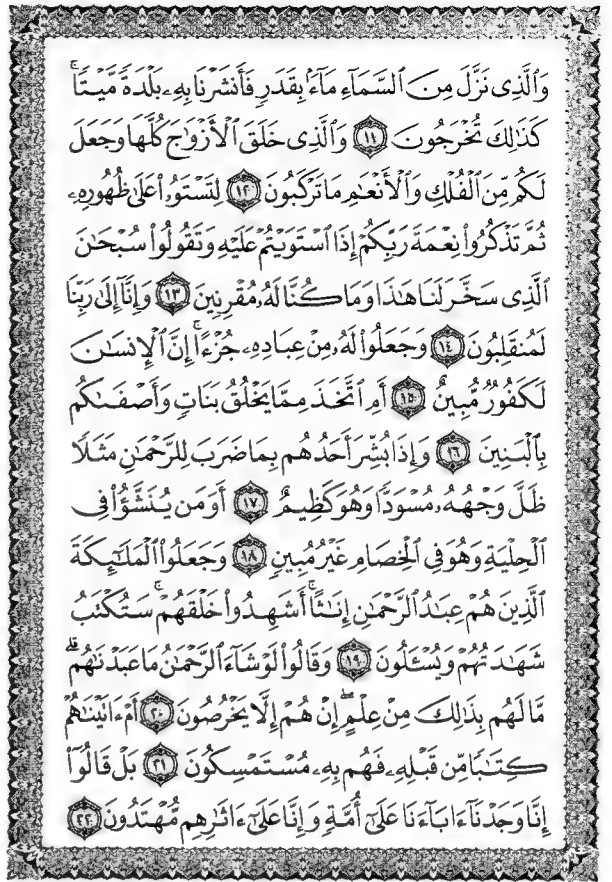 وَٱلَّذِى نَزَّلَ مِنَ ٱلسَّمَآءِ مَآءَۢ بِقَدَرٍ فَأَنشَرْنَا بِهِۦ بَلْدَةً مَّيْتًا ۚ
كَذَٰلِكَ تُخْرَجُونَ ١١ وَٱلَّذِى خَلَقَ ٱلْأَزْوَٰجَ كُلَّهَا وَجَعَلَ
لَكُم مِّنَ ٱلْفُلْكِ وَٱلْأَنْعَٰمِ مَا تَرْكَبُونَ ١٢ لِتَسْتَوُۥا۟ عَلَىٰ ظُهُورِهِۦ
ثُمَّ تَذْكُرُوا۟ نِعْمَةَ رَبِّكُمْ إِذَا ٱسْتَوَيْتُمْ عَلَيْهِ وَتَقُولُوا۟ سُبْحَٰنَ
ٱلَّذِى سَخَّرَ لَنَا هَٰذَا وَمَا كُنَّا لَهُۥ مُقْرِنِينَ ١٣ وَإِنَّآ إِلَىٰ رَبِّنَا
لَمُنقَلِبُونَ ١٤ وَجَعَلُوا۟ لَهُۥ مِنْ عِبَادِهِۦ جُزْءًا ۚ إِنَّ ٱلْإِنسَٰنَ
لَكَفُورٌ مُّبِينٌ ١٥ أَمِ ٱتَّخَذَ مِمَّا يَخْلُقُ بَنَاتٍ وَأَصْفَىٰكُم
بِٱلْبَنِينَ ١٦ وَإِذَا بُشِّرَ أَحَدُهُم بِمَا ضَرَبَ لِلرَّحْمَٰنِ مَثَلًا
ظَلَّ وَجْهُهُۥ مُسْوَدًّا وَهُوَ كَظِيمٌ ١٧ أَوَمَن يُنَشَّؤُا۟ فِى
ٱلْحِلْيَةِ وَهُوَ فِى ٱلْخِصَامِ غَيْرُ مُبِينٍ ١٨ وَجَعَلُوا۟ ٱلْمَلَٰٓئِكَةَ
ٱلَّذِينَ هُمْ عِبَٰدُ ٱلرَّحْمَٰنِ إِنَٰثًا ۚ أَشَهِدُوا۟ خَلْقَهُمْ ۚ سَتُكْتَبُ
شَهَٰدَتُهُمْ وَيُسْـَٔلُونَ ١٩ وَقَالُوا۟ لَوْ شَآءَ ٱلرَّحْمَٰنُ مَا عَبَدْنَٰهُم ۗ
مَّا لَهُم بِذَٰلِكَ مِنْ عِلْمٍ ۖ إِنْ هُمْ إِلَّا يَخْرُصُونَ ٢٠ أَمْ ءَاتَيْنَٰهُمْ
كِتَٰبًا مِّن قَبْلِهِۦ فَهُم بِهِۦ مُسْتَمْسِكُونَ ٢١ بَلْ قَالُوٓا۟
إِنَّا وَجَدْنَآ ءَابَآءَنَا عَلَىٰٓ أُمَّةٍ وَإِنَّا عَلَىٰٓ ءَاثَٰرِهِم مُّهْتَدُونَ ٢٢